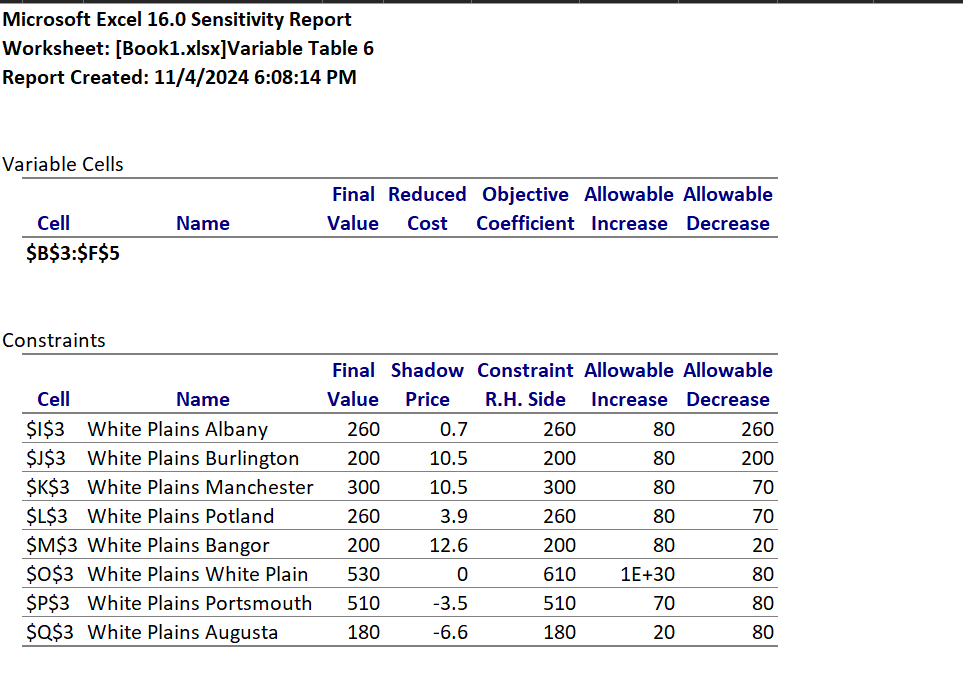 Microsoft Excel 16.0 Sensitivity Report
Worksheet: [Book1.xlsx]Variable Table 6
Report Created: 11/4/2024 6:08:14 PM
Variable Cells
Final Reduced Objective Allowable Allowable
Cell Name Value Cost Coefficient Increase Decrease
$B$3:$F$5
Constraints
Final Shadow Constraint Allowable Allowable
Cell Name Value Price R.H. Side Increase Decrease
$I$3 White Plains Albany 260 0.7 260 80 260
$J$3 White Plains Burlington 200 10.5 200 80 200
$K$3 White Plains Manchester 300 10.5 300 80 70
$L$3 White Plains Potland 260 3.9 260 80 70
$M$3 White Plains Bangor 200 12.6 200 80 20
$O$3 White Plains White Plain 530 0 610 1E+30 80
$P$3 White Plains Portsmouth 510 -3.5 510 70 80
$Q$3 White Plains Augusta 180 -6.6 180 20 80